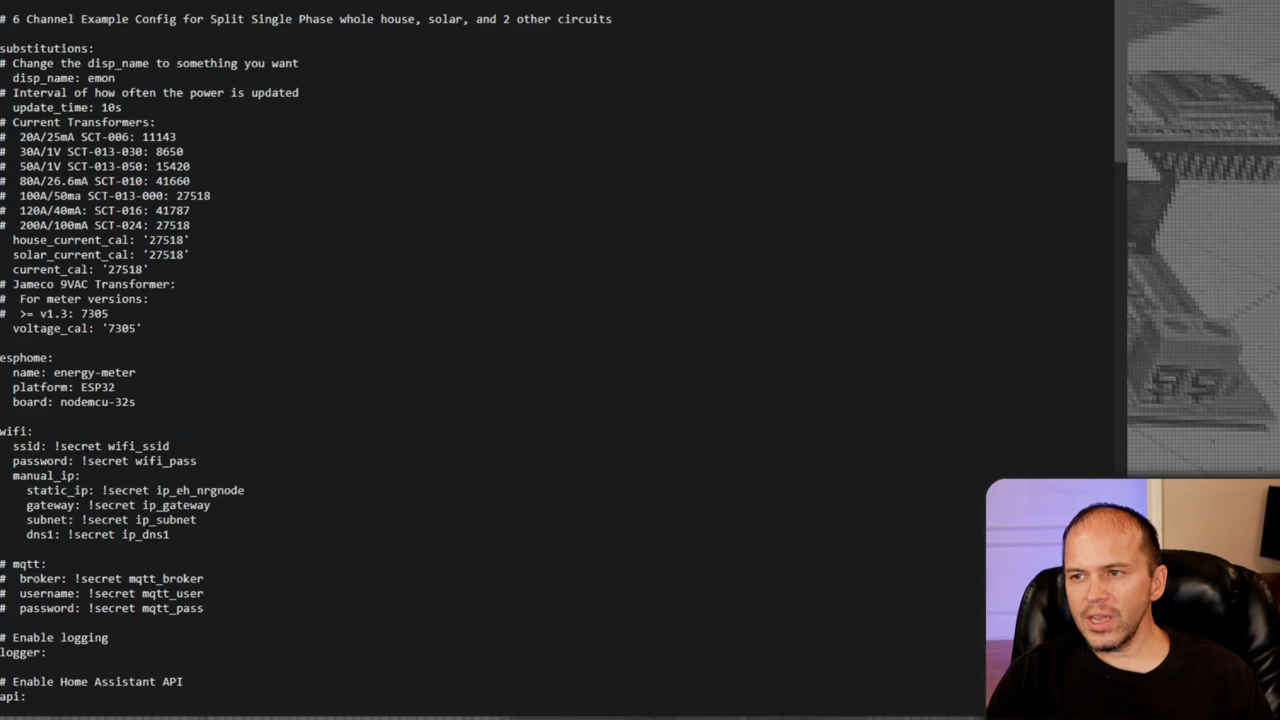 # 6 Channel Example Config for Split Single Phase whole house, solar, and 2 other circuits
substitutions:
# Change the disp_name to something you want
disp_name: emon
# Interval of how often the power is updated
update_time: 10s
# Current Transformers:
#  20A/25mA SCT-006: 11143
#  30A/1V SCT-013-030: 8650
#  50A/1V SCT-013-050: 15420
#  80A/26.6mA SCT-010: 41660
#  100A/50ma SCT-013-000: 27518
#  120A/40mA: SCT-016: 41787
#  200A/100mA SCT-024: 27518
house_current_cal: '27518'
solar_current_cal: '27518'
current_cal: '27518'
# Jameco 9VAC Transformer:
#  For meter versions:
#  >= v1.3: 7305
voltage_cal: '7305'
esphome:
name: energy-meter
platform: ESP32
board: nodemcu-32s
wifi:
ssid: !secret wifi_ssid
password: !secret wifi_pass
manual_ip:
static_ip: !secret ip_eh_nrgnode
gateway: !secret ip_gateway
subnet: !secret ip_subnet
dns1: !secret ip_dns1
# mqtt:
#  broker: !secret mqtt_broker
#  username: !secret mqtt_user
#  password: !secret mqtt_pass
# Enable logging
logger:
# Enable Home Assistant API
api: